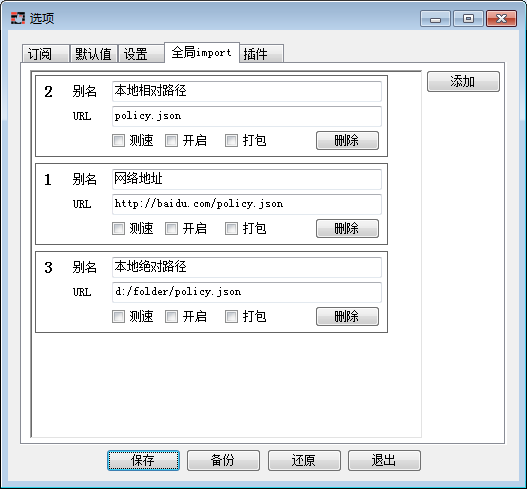 选项
订阅 默认值 设置 全局import 插件
添加
2 别名 本地相对路径
URL policy.json
测速 开启 打包 删除
1 别名 网络地址
URL http://baidu.com/policy.json
测速 开启 打包 删除
3 别名 本地绝对路径
URL d:/folder/policy.json
测速 开启 打包 删除
保存 备份 还原 退出